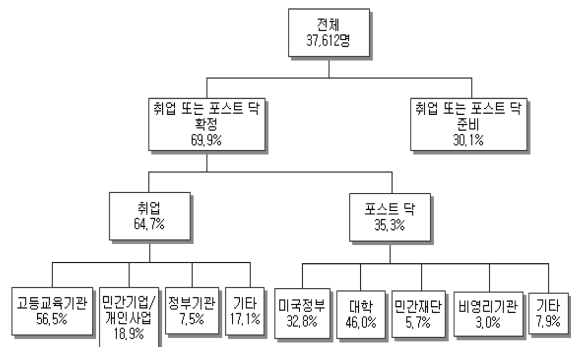 전체
37,612명
취업 또는 포스트 닥
확정
69,9%
취업 또는 포스트 닥
준비
30,1%
취업
64,7%
포스트 닥
35,3%
고등교육기관
56,5%
민간기업/
개인사업
18,9%
정부기관
7,5%
기타
17,1%
미국정부
32,8%
대학
46,0%
민간재단
5,7%
비영리기관
3,0%
기타
7,9%